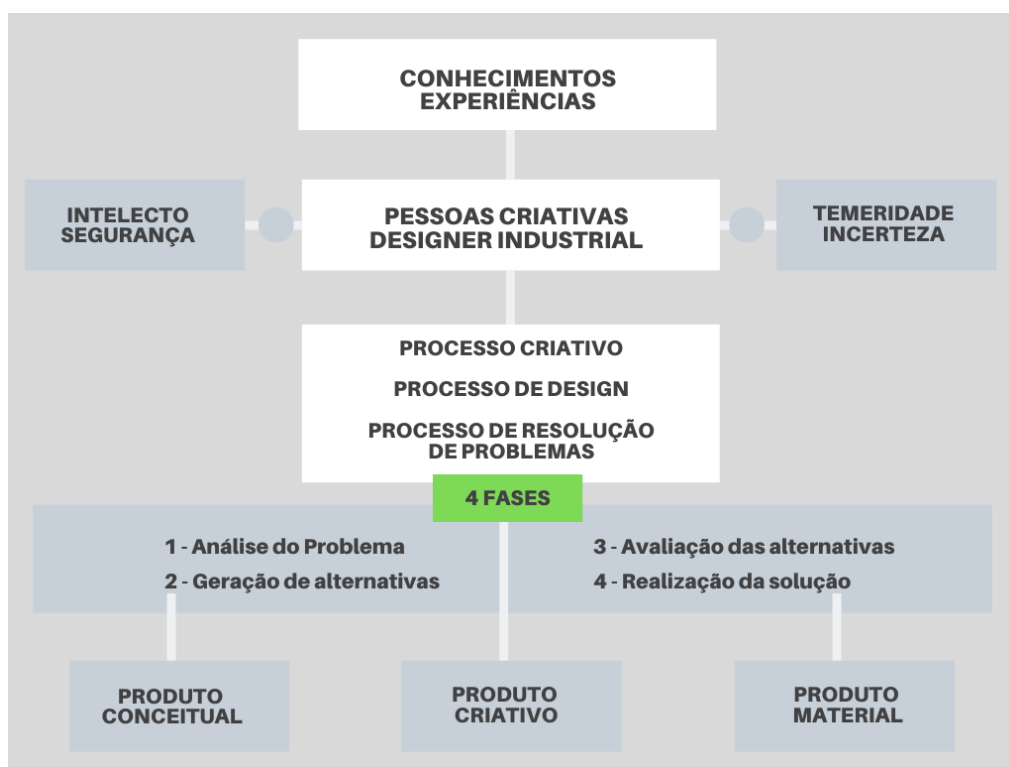 CONHECIMENTOS
EXPERIÊNCIAS
INTELECTO
SEGURANÇA
PESSOAS CRIATIVAS
DESIGNER INDUSTRIAL
TEMERIDADE
INCERTEZA
PROCESSO CRIATIVO
PROCESSO DE DESIGN
PROCESSO DE RESOLUÇÃO
DE PROBLEMAS
4 FASES
1 - Análise do Problema
2 - Geração de alternativas
3 - Avaliação das alternativas
4 - Realização da solução
PRODUTO
CONCEITUAL
PRODUTO
CRIATIVO
PRODUTO
MATERIAL